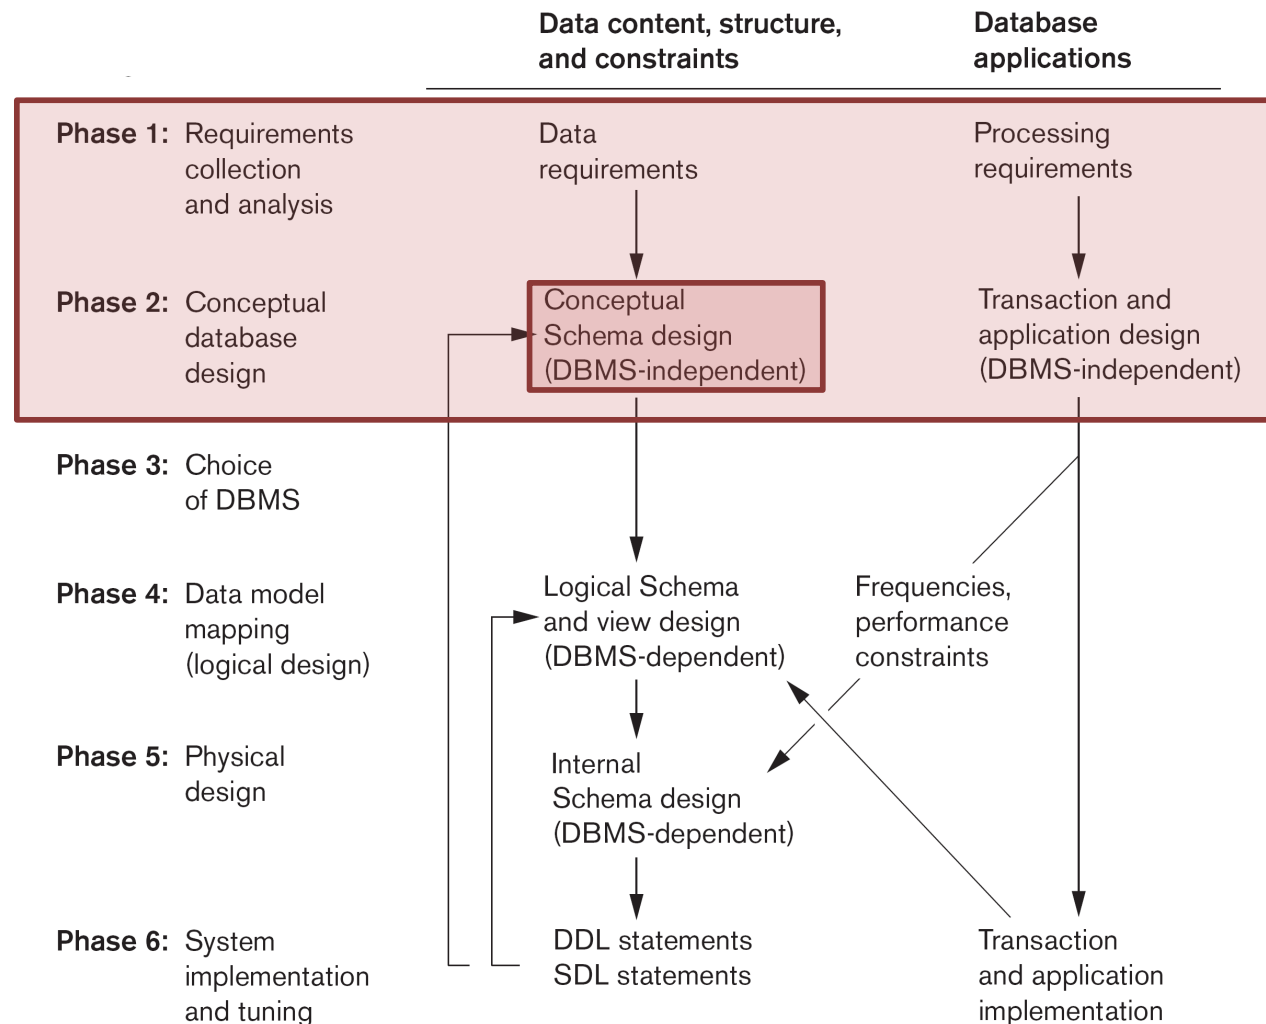 Data content, structure,
and constraints
Database
applications
Phase 1: Requirements
collection
and analysis
Data
requirements
Processing
requirements
Phase 2: Conceptual
database
design
Conceptual
Schema design
(DBMS-independent)
Transaction and
application design
(DBMS-independent)
Phase 3: Choice
of DBMS
Phase 4: Data model
mapping
(logical design)
Logical Schema
and view design
(DBMS-dependent)
Frequencies,
performance
constraints
Phase 5: Physical
design
Internal
Schema design
(DBMS-dependent)
Phase 6: System
implementation
and tuning
DDL statements
SDL statements
Transaction
and application
implementation